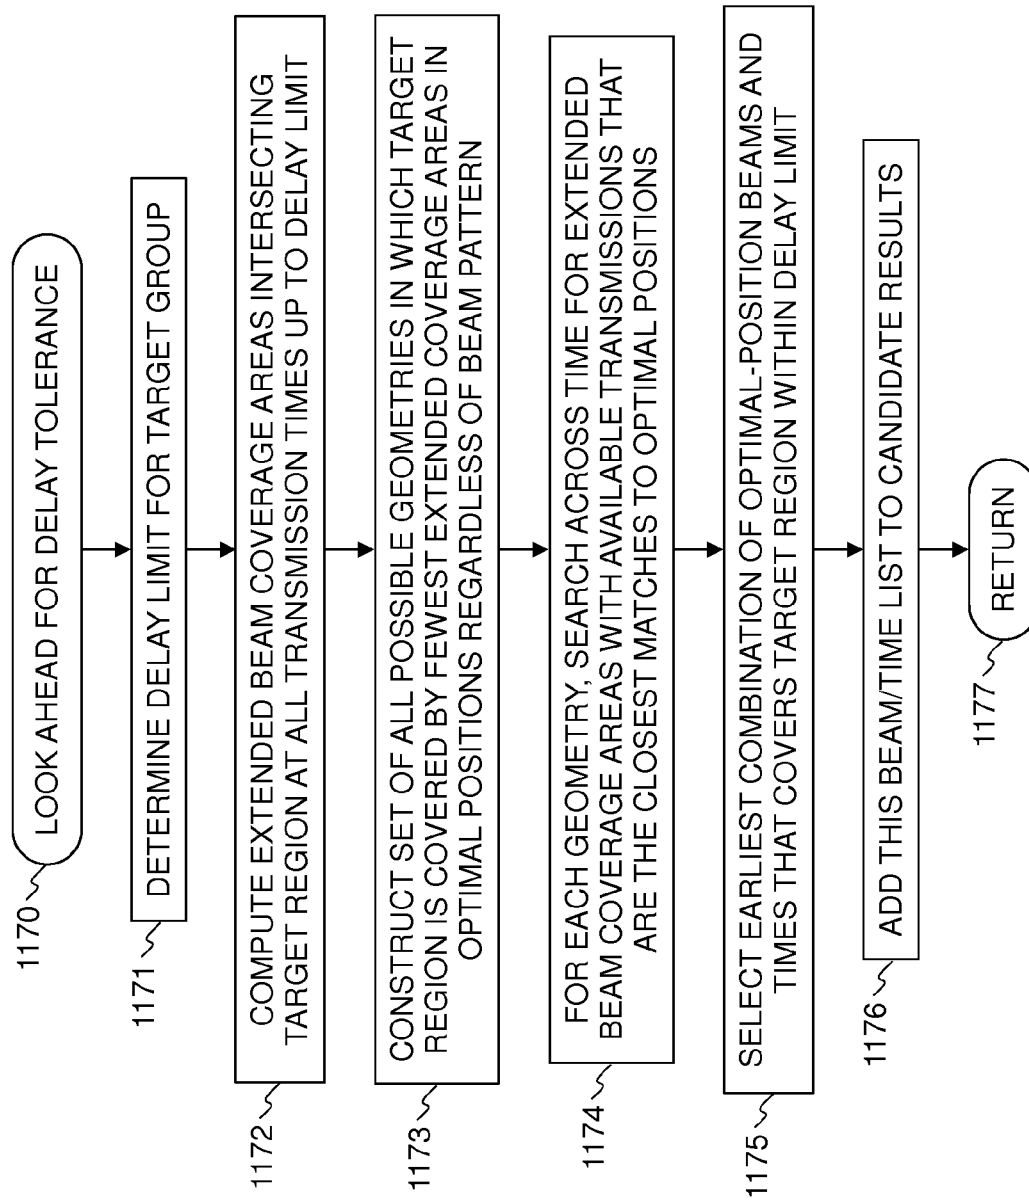 LOOK AHEAD FOR DELAY TOLERANCE
1170
DETERMINE DELAY LIMIT FOR TARGET GROUP
1171
COMPUTE EXTENDED BEAM COVERAGE AREAS INTERSECTING
TARGET REGION AT ALL TRANSMISSION TIMES UP TO DELAY LIMIT
1172
CONSTRUCT SET OF ALL POSSIBLE GEOMETRIES IN WHICH TARGET
REGION IS COVERED BY FEWEST EXTENDED COVERAGE AREAS IN
OPTIMAL POSITIONS REGARDLESS OF BEAM PATTERN
1173
FOR EACH GEOMETRY, SEARCH ACROSS TIME FOR EXTENDED
BEAM COVERAGE AREAS WITH AVAILABLE TRANSMISSIONS THAT
ARE THE CLOSEST MATCHES TO OPTIMAL POSITIONS
1174
SELECT EARLIEST COMBINATION OF OPTIMAL-POSITION BEAMS AND
TIMES THAT COVERS TARGET REGION WITHIN DELAY LIMIT
1175
ADD THIS BEAM/TIME LIST TO CANDIDATE RESULTS
1176
RETURN
1177